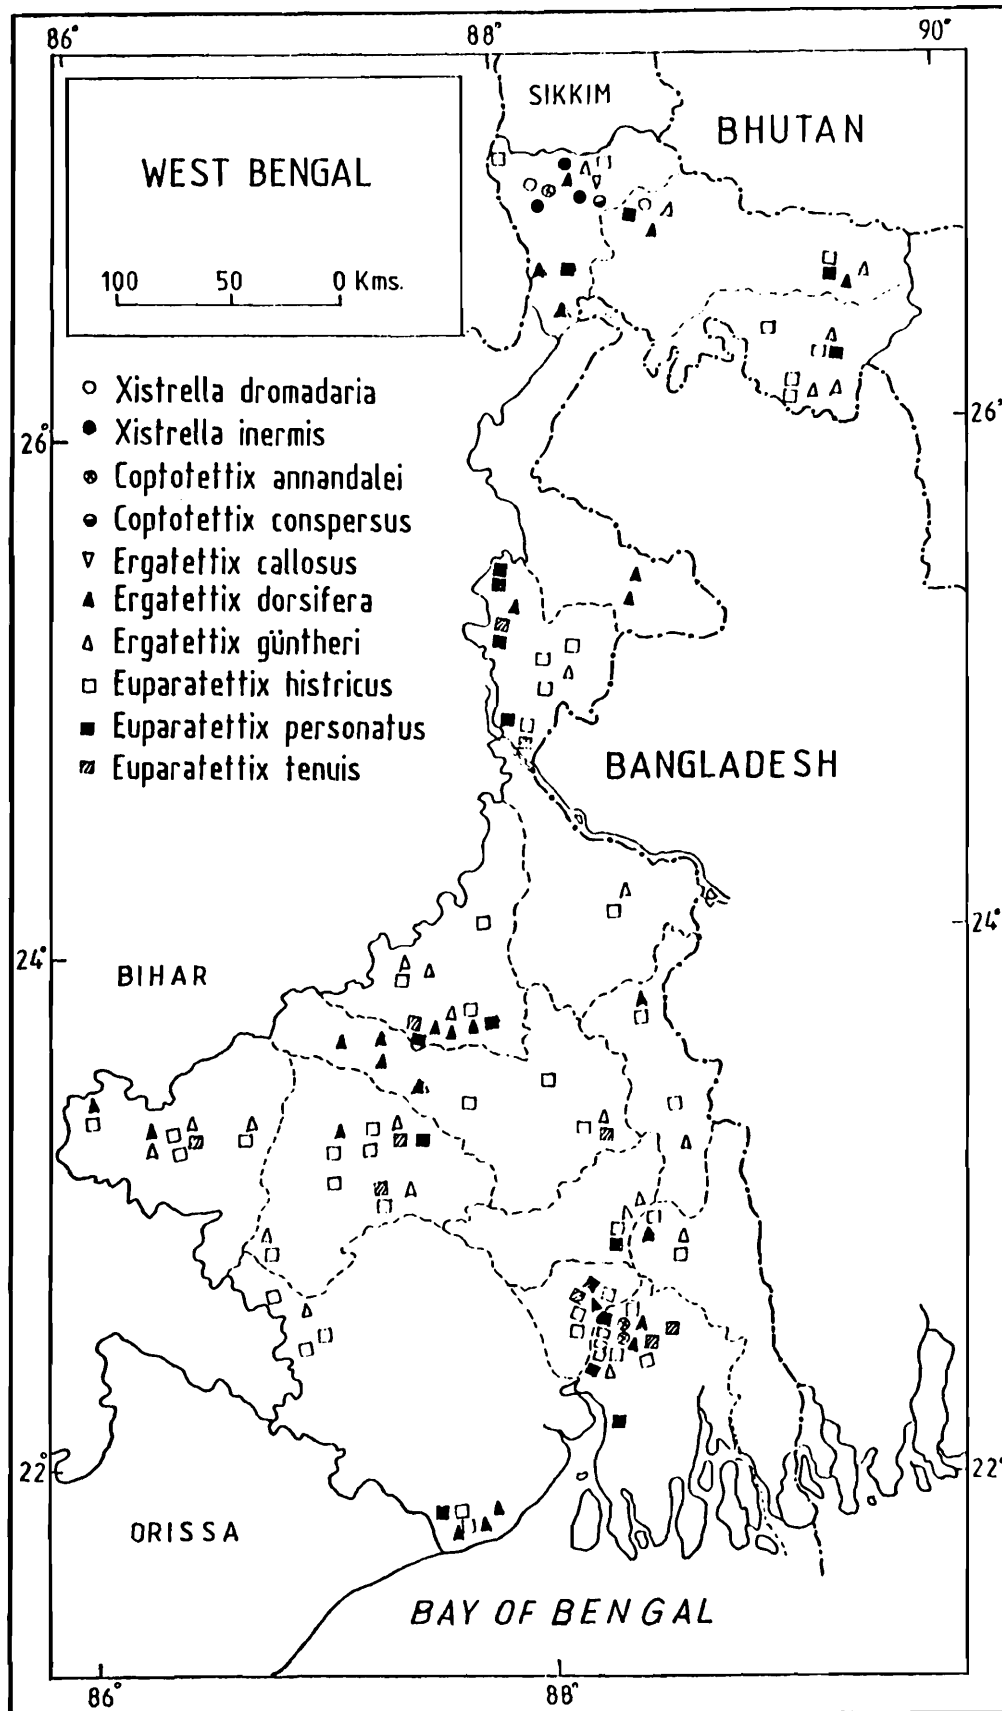 86° 88° 90°
SIKKIM
BHUTAN
WEST BENGAL
100 50 0 Kms.
Xistrella dromadaria
26°
Xistrella inermis
26°
Coptotettix annandalei
Coptotettix conspersus
Ergatettix callosus
Ergatettix dorsifera
Ergatettix güntheri
Euparatettix histricus
Euparatettix personatus
Euparatettix tenuis
BANGLADESH
24°
24°
BIHAR
22°
22°
ORISSA
BAY OF BENGAL
86° 88°